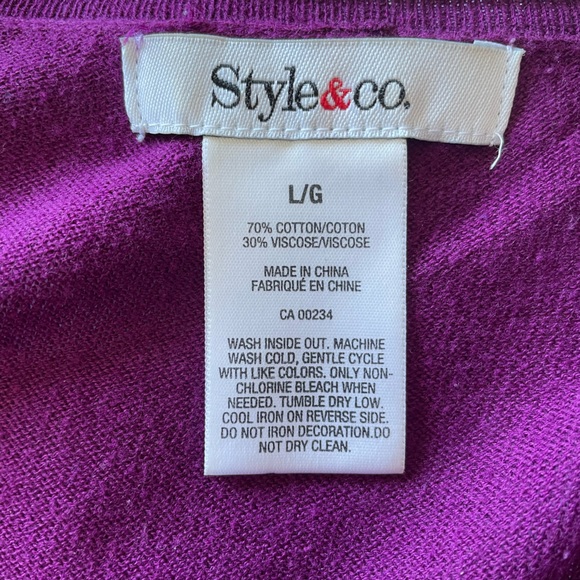 Style&co.
L/G
70% COTTON/COTON
30% VISCOSE/VISCOSE
MADE IN CHINA
FABRIQUÉ EN CHINE
CA 00234
WASH INSIDE OUT. MACHINE
WASH COLD, GENTLE CYCLE
WITH LIKE COLORS. ONLY NON-
CHLORINE BLEACH WHEN
NEEDED. TUMBLE DRY LOW.
COOL IRON ON REVERSE SIDE.
DO NOT IRON DECORATION.DO
NOT DRY CLEAN.